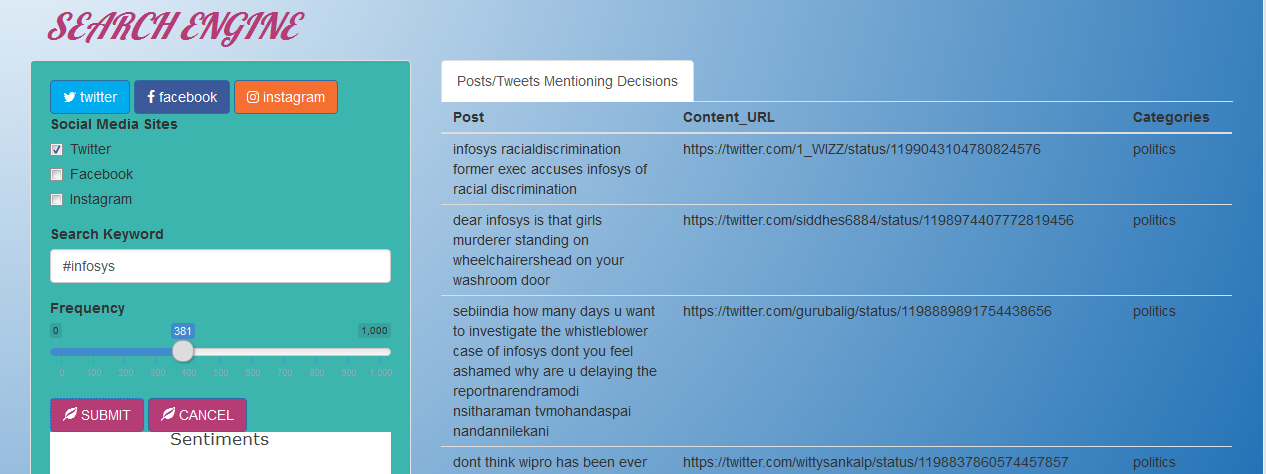 SEARCH ENGINE
twitter facebook instagram
Social Media Sites
Twitter
Facebook
Instagram
Search Keyword
#infosys
Frequency
0 381 1,000
0 100 200 300 400 500 600 700 800 900 1,000
SUBMIT CANCEL
Sentiments
Posts/Tweets Mentioning Decisions
Post Content_URL Categories
infosys racialdiscrimination https://twitter.com/1_WIZZ/status/1199043104780824576 politics
former exec accuses infosys of
racial discrimination
dear infosys is that girls https://twitter.com/siddhes6884/status/1198974407772819456 politics
murderer standing on
wheelchairershead on your
washroom door
sebiindia how many days u want https://twitter.com/gurubalig/status/1198889891754438656 politics
to investigate the whistleblower
case of infosys dont you feel
ashamed why are u delaying the
reportnarendramodi
nsitharaman tvmohandaspai
nandannilekani
dont think wipro has been ever https://twitter.com/wittysankalp/status/1198837860574457857 politics